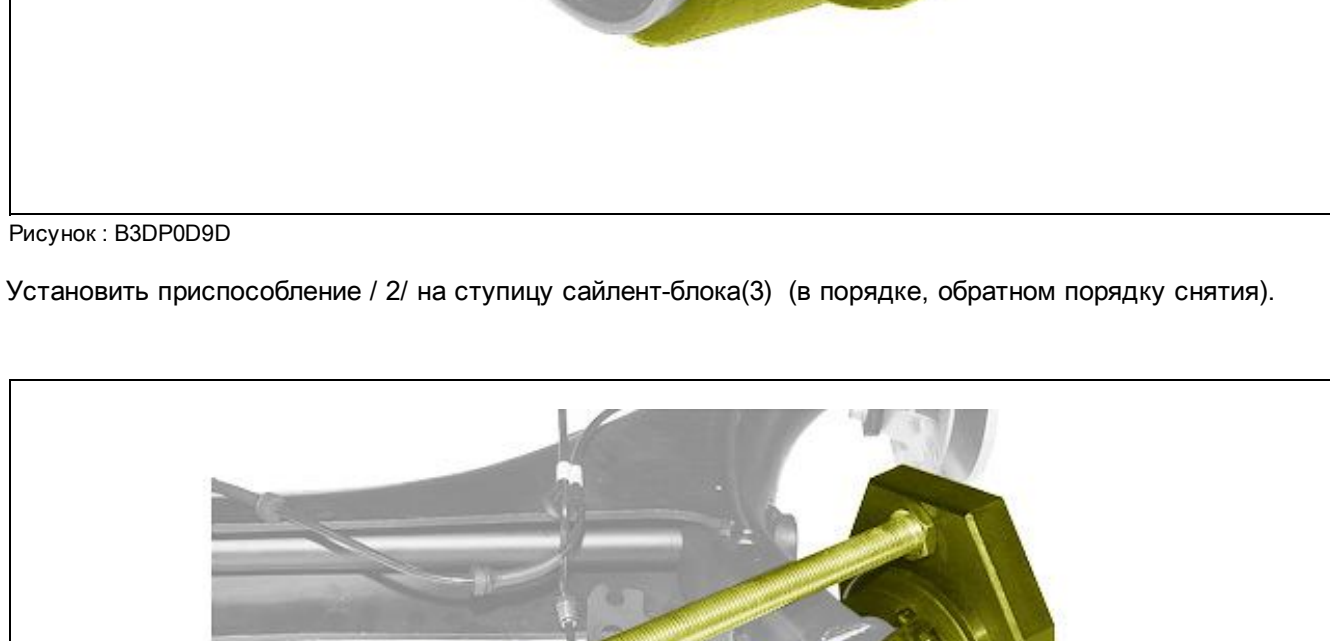 Рисунок : B3DP0D9D
Установить приспособление / 2/ на ступицу сайлент-блока(3) (в порядке, обратном порядку снятия).